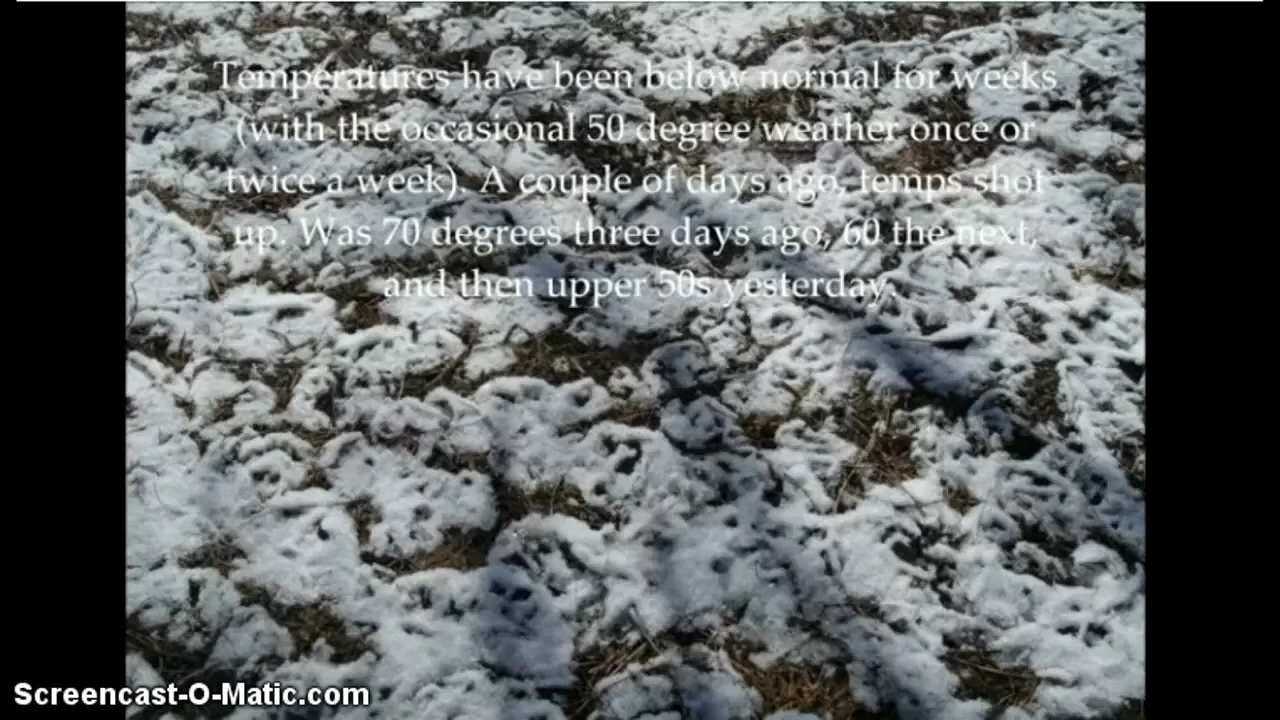 Temperatures have been below normal for weeks
(with the occasional 50 degree weather once or
twice a week). A couple of days ago, temps shot
up. Was 70 degrees three days ago, 60 the next,
and then upper 50s yesterday.
Screencast-O-Matic.com